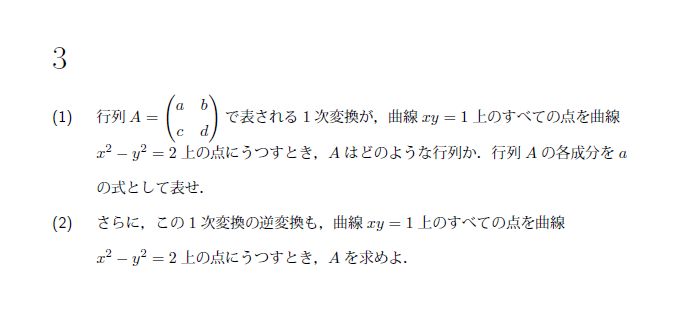 3
(1) 行列 A = \begin{pmatrix} a & b \\ c & d \end{pmatrix} で表される 1 次変換が，曲線 xy = 1 上のすべての点を曲線
x² − y² = 2 上の点にうつすとき，A はどのような行列か．行列 A の各成分を a
の式として表せ．
(2) さらに，この 1 次変換の逆変換も，曲線 xy = 1 上のすべての点を曲線
x² − y² = 2 上の点にうつすとき，A を求めよ．